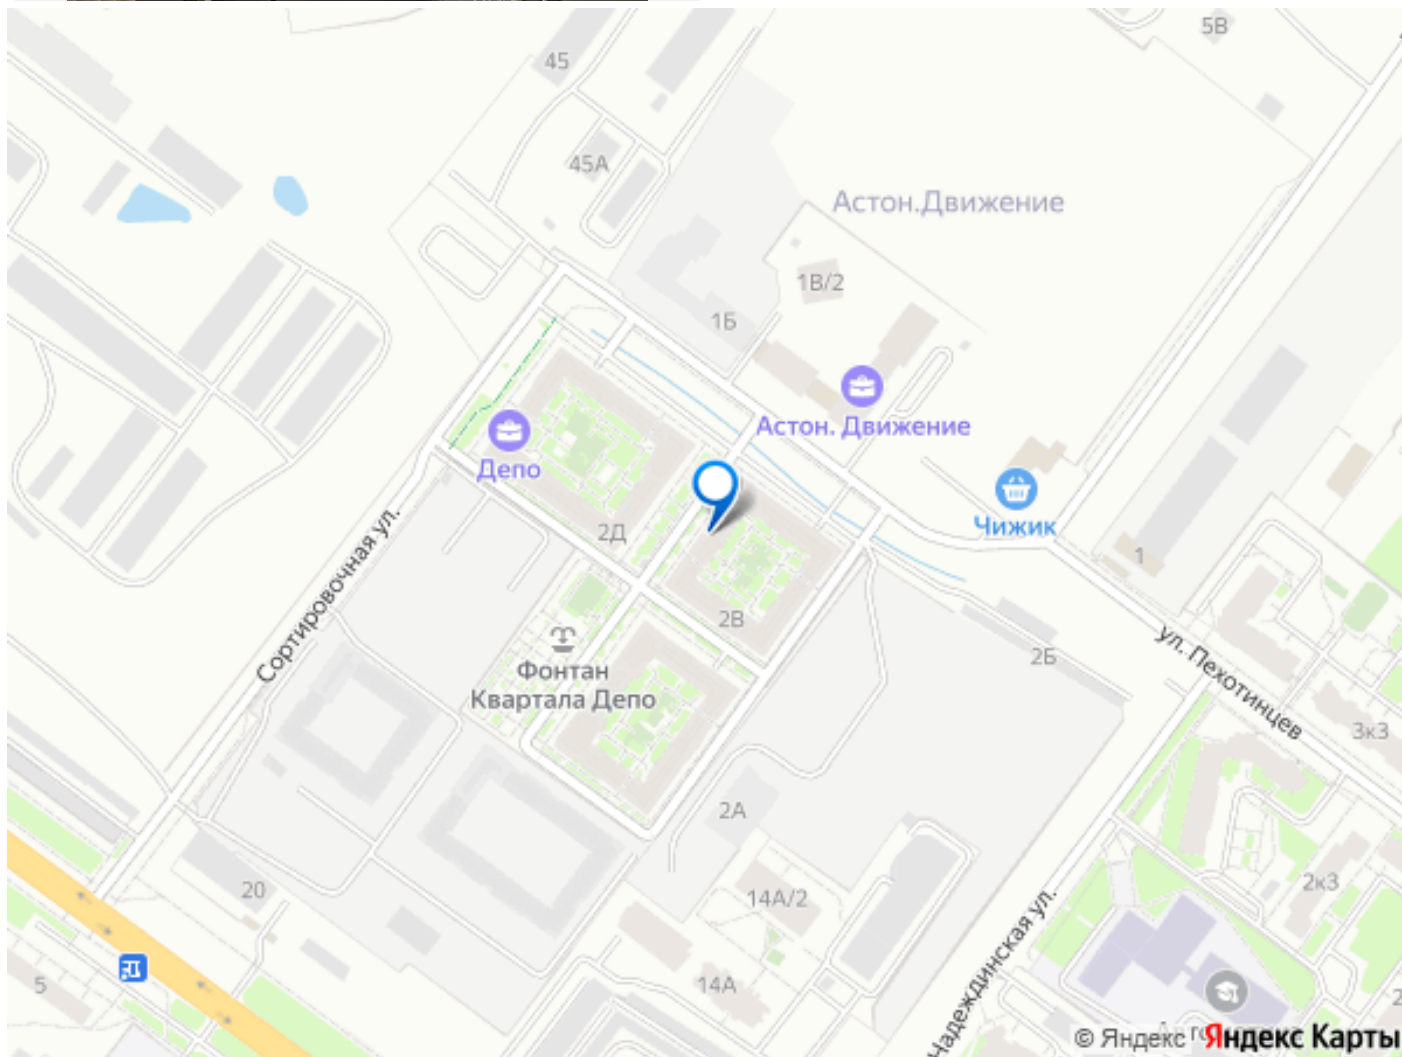 5В
45
45А
Астон.Движение
1В/2
1Б
Астон. Движение
Депо
Чижик
2Д
1
2В
2Б
ул. Пехотинцев
Сортировочная ул.
Фонтан
Квартала Депо
3к3
2А
2к3
20
14А/2
Надеждинская ул.
5
14А
2
© Яндекс Яндекс Карты